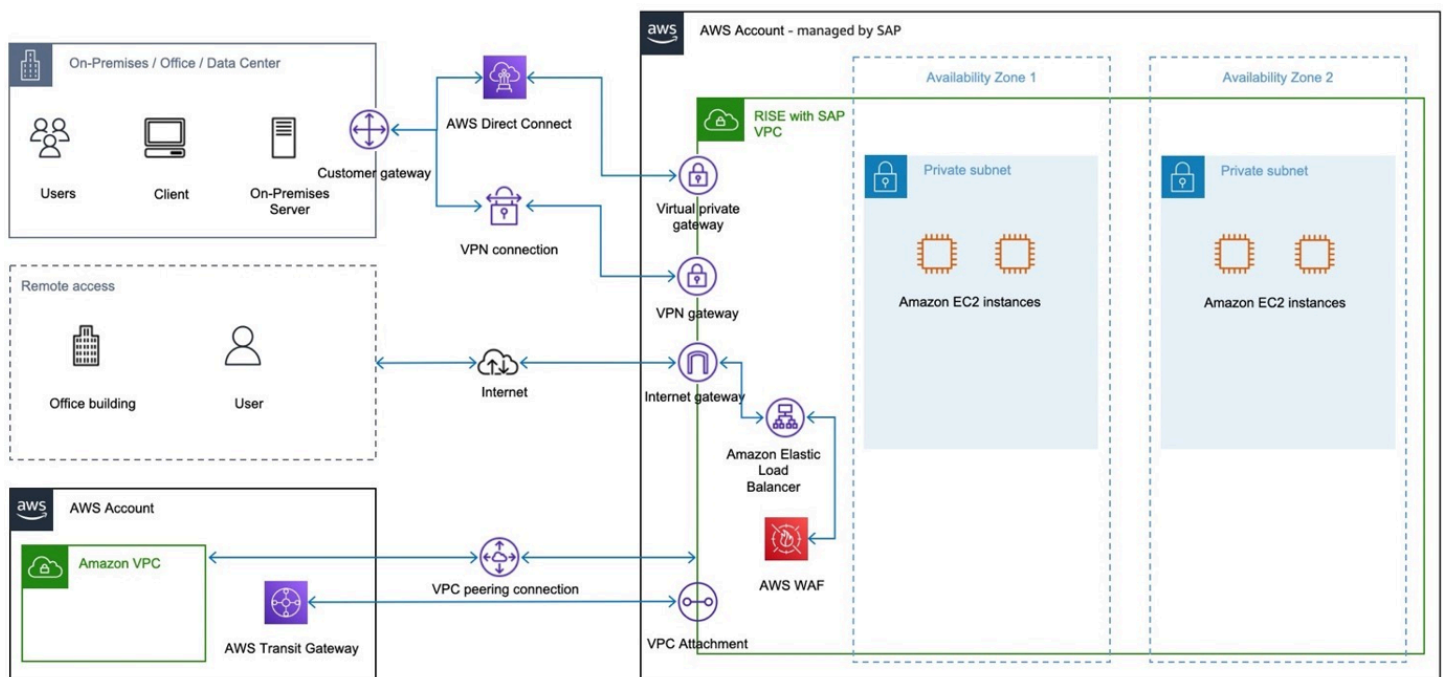 aws
AWS Account - managed by SAP
On-Premises / Office / Data Center
Availability Zone 1
Availability Zone 2
AWS Direct Connect
RISE with SAP
VPC
Users
Client
On-Premises
Server
Customer gateway
Private subnet
Private subnet
Virtual private
gateway
VPN connection
Remote access
Amazon EC2 instances
Amazon EC2 instances
VPN gateway
Office building
User
Internet
Internet gateway
Amazon Elastic
Load
Balancer
aws
AWS Account
Amazon VPC
VPC peering connection
AWS WAF
AWS Transit Gateway
VPC Attachment